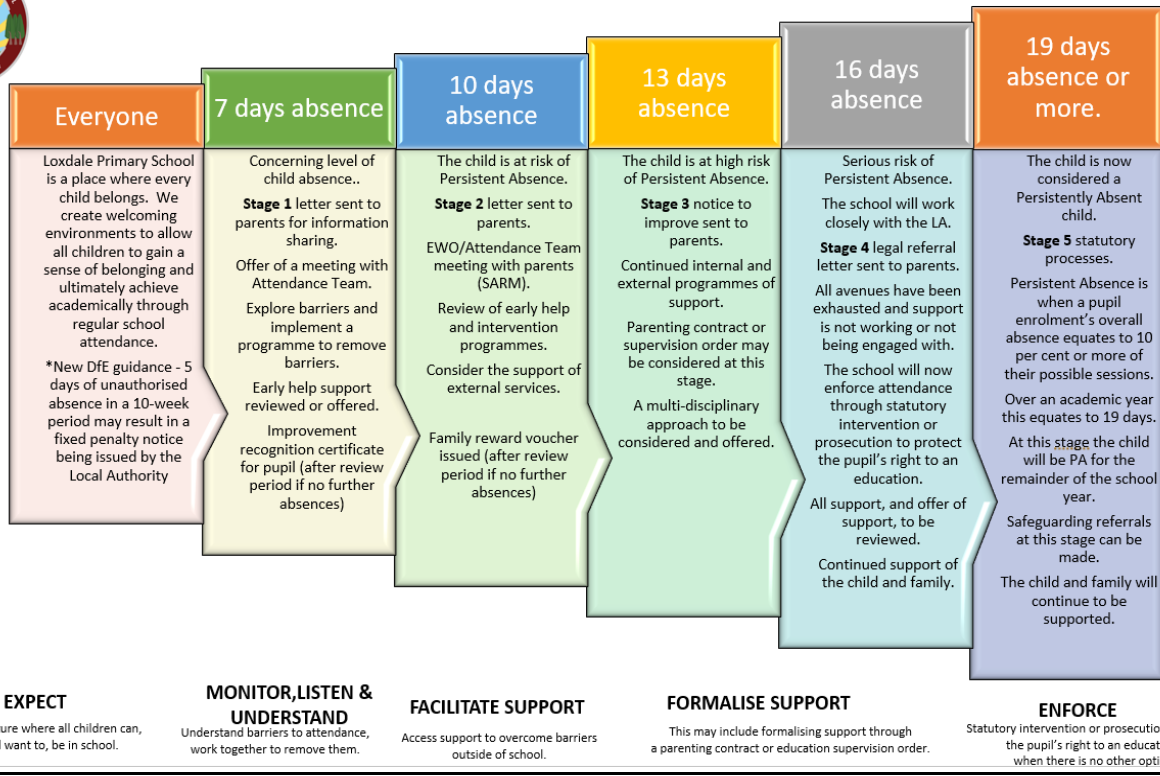 Everyone
Loxdale Primary School
is a place where every
child belongs. We
create welcoming
environments to allow
all children to gain a
sense of belonging and
ultimately achieve
academically through
regular school
attendance.
*New DfE guidance - 5
days of unauthorised
absence in a 10-week
period may result in a
fixed penalty notice
being issued by the
Local Authority
7 days absence
Concerning level of
child absence..
Stage 1 letter sent to
parents for information
sharing.
Offer of a meeting with
Attendance Team.
Explore barriers and
implement a
programme to remove
barriers.
Early help support
reviewed or offered.
Improvement
recognition certificate
for pupil (after review
period if no further
absences)
10 days
absence
The child is at risk of
Persistent Absence.
Stage 2 letter sent to
parents.
EWO/Attendance Team
meeting with parents
(SARM).
Review of early help
and intervention
programmes.
Consider the support of
external services.
Family reward voucher
issued (after review
period if no further
absences)
13 days
absence
The child is at high risk
of Persistent Absence.
Stage 3 notice to
improve sent to
parents.
Continued internal and
external programmes of
support.
Parenting contract or
supervision order may
be considered at this
stage.
A multi-disciplinary
approach to be
considered and offered.
16 days
absence
Serious risk of
Persistent Absence.
The school will work
closely with the LA.
Stage 4 legal referral
letter sent to parents.
All avenues have been
exhausted and support
is not working or not
being engaged with.
The school will now
enforce attendance
through statutory
intervention or
prosecution to protect
the pupil's right to an
education.
All support, and offer of
support, to be
reviewed.
Continued support of
the child and family.
19 days
absence or
more.
The child is now
considered a
Persistently Absent
child.
Stage 5 statutory
processes.
Persistent Absence is
when a pupil
enrolment's overall
absence equates to 10
per cent or more of
their possible sessions.
Over an academic year
this equates to 19 days.
At this stage the child
will be PA for the
remainder of the school
year.
Safeguarding referrals
at this stage can be
made.
The child and family will
continue to be
supported.
EXPECT
ure where all children can,
want to, be in school.
MONITOR,LISTEN &
UNDERSTAND
Understand barriers to attendance,
work together to remove them.
FACILITATE SUPPORT
Access support to overcome barriers
outside of school.
FORMALISE SUPPORT
This may include formalising support through
a parenting contract or education supervision order.
ENFORCE
Statutory intervention or prosecutio
the pupil's right to an educat
when there is no other opti